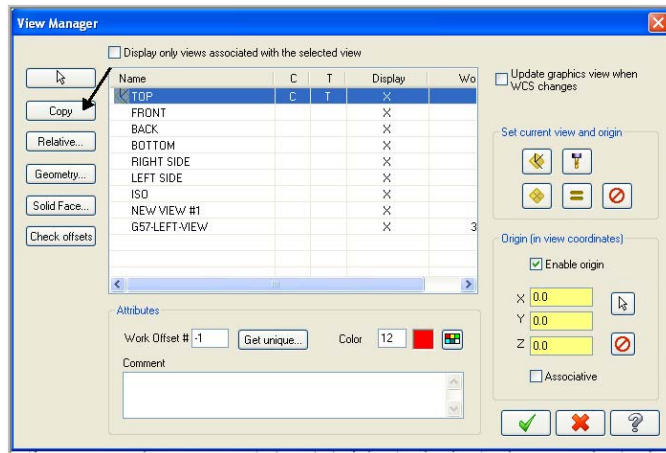 View Manager
Display only views associated with the selected view
Copy
Relative...
Geometry...
Solid Face...
Check offsets
Name C T Display Wo
TOP C T X
FRONT X
BACK X
BOTTOM X
RIGHT SIDE X
LEFT SIDE X
ISO X
NEW VIEW #1 X
G57-LEFT-VIEW X 3
Attributes
Work Offset # -1 Get unique... Color 12
Comment
Update graphics view when
WCS changes
Set current view and origin
Origin (in view coordinates)
Enable origin
X 0.0
Y 0.0
Z 0.0
Associative
?